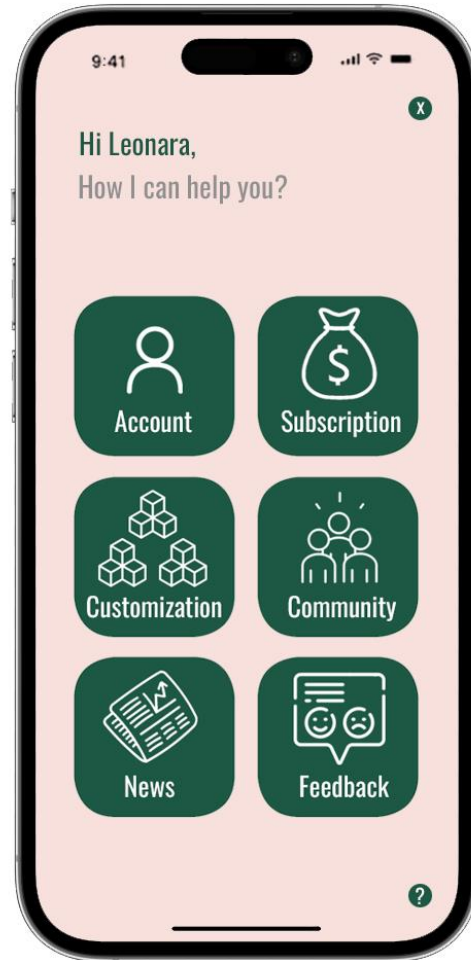 9:41
X
Hi Leonara,
How I can help you?
$
Account
Subscription
Customization
Community
News
Feedback
?